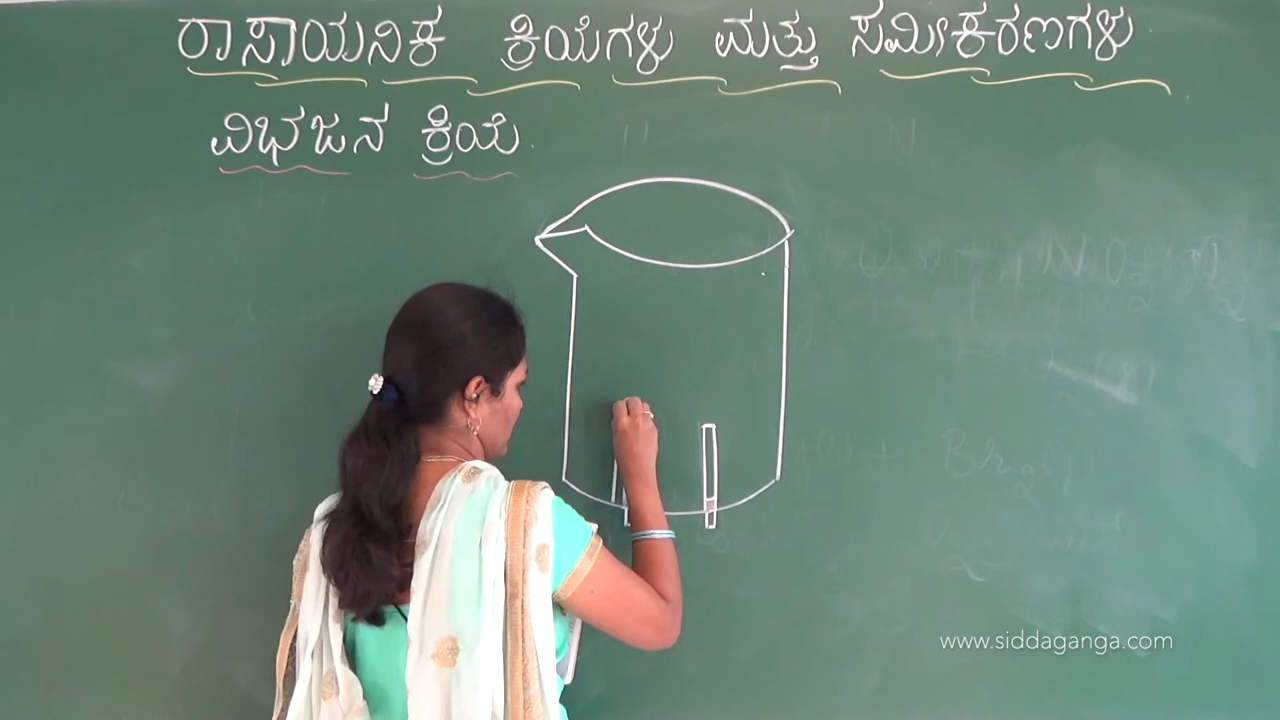 ರಾಸಾಯನಿಕ ಕ್ರಿಯೆಗಳು ಮತ್ತು ಸಮೀಕರಣಗಳು
ವಿಭಜನ ಕ್ರಿಯೆ
www.siddaganga.com